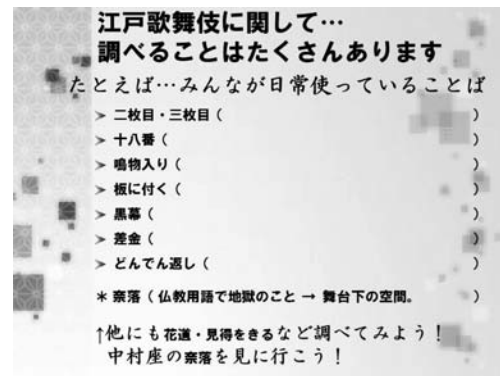 江戸歌舞伎に関して…
調べることはたくさんあります
たとえば…みんなが日常使っていることば
➢ 二枚目・三枚目（　　　）
➢ 十八番（　　　）
➢ 鳴物入り（　　　）
➢ 板に付く（　　　）
➢ 黒幕（　　　）
➢ 差金（　　　）
➢ どんでん返し（　　　）
＊奈落（仏教用語で地獄のこと → 舞台下の空間。　　　）
↑他にも花道・見得をきるなど調べてみよう！
中村座の奈落を見に行こう！